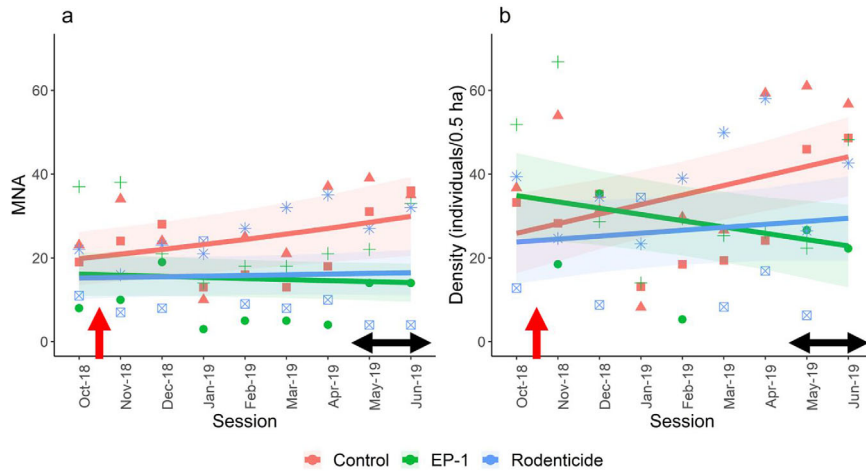 a
MNA
60
40
20
0
Oct-18
Nov-18
Dec-18
Jan-19
Feb-19
Mar-19
Apr-19
May-19
Jun-19
Session
b
Density (individuals/0.5 ha)
60
40
20
0
Oct-18
Nov-18
Dec-18
Jan-19
Feb-19
Mar-19
Apr-19
May-19
Jun-19
Session
Control EP-1 Rodenticide